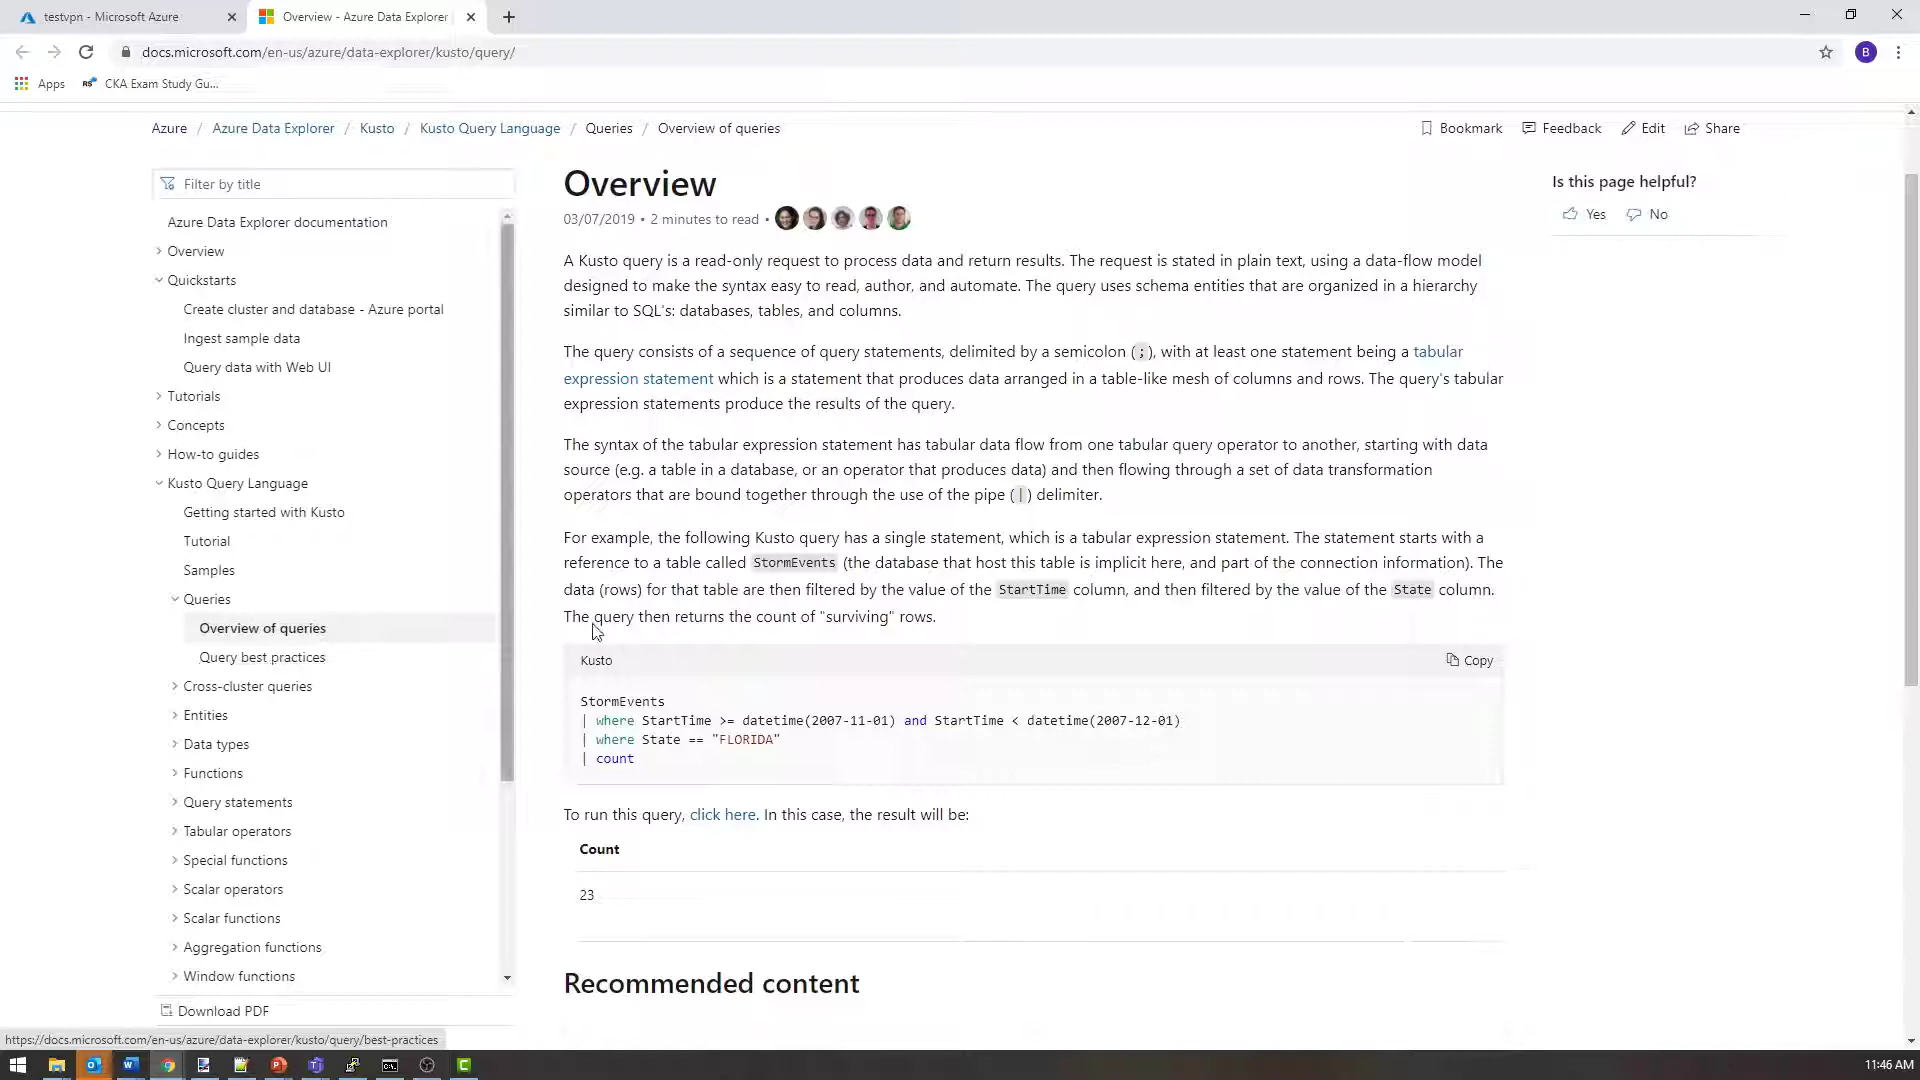 testvpn - Microsoft Azure
Overview - Azure Data Explorer
docs.microsoft.com/en-us/azure/data-explorer/kusto/query/
B
Apps
RS
CKA Exam Study Gu...
Azure / Azure Data Explorer / Kusto / Kusto Query Language / Queries / Overview of queries
Bookmark
Feedback
Edit
Share
Filter by title
Azure Data Explorer documentation
Overview
Quickstarts
Create cluster and database - Azure portal
Ingest sample data
Query data with Web UI
Tutorials
Concepts
How-to guides
Kusto Query Language
Getting started with Kusto
Tutorial
Samples
Queries
Overview of queries
Query best practices
Cross-cluster queries
Entities
Data types
Functions
Query statements
Tabular operators
Special functions
Scalar operators
Scalar functions
Aggregation functions
Window functions
Download PDF
Overview
03/07/2019 • 2 minutes to read •
A Kusto query is a read-only request to process data and return results. The request is stated in plain text, using a data-flow model
designed to make the syntax easy to read, author, and automate. The query uses schema entities that are organized in a hierarchy
similar to SQL's: databases, tables, and columns.
The query consists of a sequence of query statements, delimited by a semicolon (;), with at least one statement being a tabular
expression statement which is a statement that produces data arranged in a table-like mesh of columns and rows. The query's tabular
expression statements produce the results of the query.
The syntax of the tabular expression statement has tabular data flow from one tabular query operator to another, starting with data
source (e.g. a table in a database, or an operator that produces data) and then flowing through a set of data transformation
operators that are bound together through the use of the pipe (|) delimiter.
For example, the following Kusto query has a single statement, which is a tabular expression statement. The statement starts with a
reference to a table called StormEvents (the database that host this table is implicit here, and part of the connection information). The
data (rows) for that table are then filtered by the value of the StartTime column, and then filtered by the value of the State column.
The query then returns the count of "surviving" rows.
Kusto
Copy
StormEvents
| where StartTime >= datetime(2007-11-01) and StartTime < datetime(2007-12-01)
| where State == "FLORIDA"
| count
To run this query, click here. In this case, the result will be:
Count
23
Recommended content
Is this page helpful?
Yes
No
https://docs.microsoft.com/en-us/azure/data-explorer/kusto/query/best-practices
11:46 AM